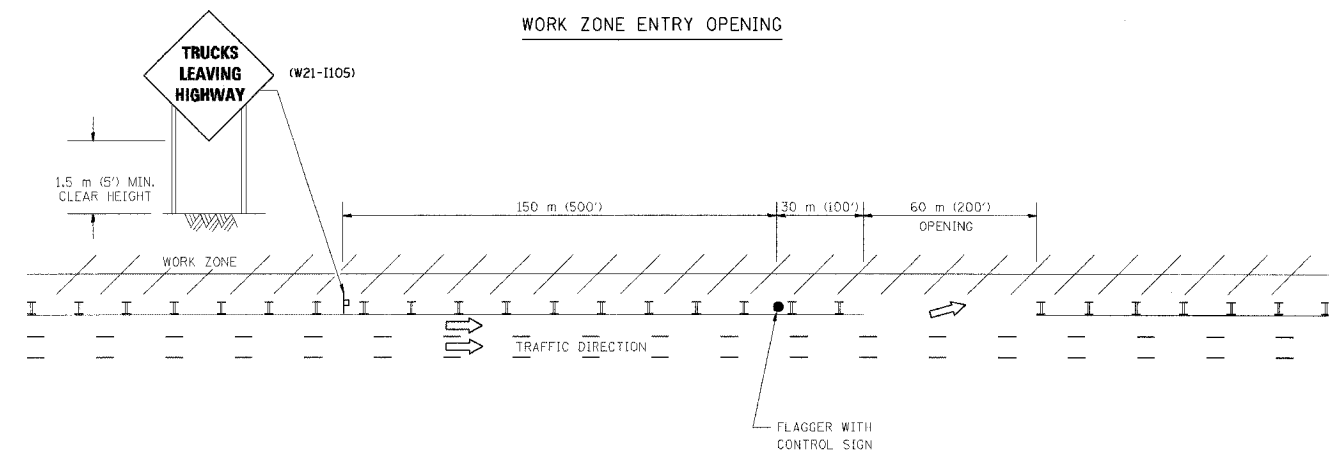 WORK ZONE ENTRY OPENING
TRUCKS
LEAVING
HIGHWAY
(W21-I105)
1.5 m (5') MIN.
CLEAR HEIGHT
150 m (500')
30 m (100')
60 m (200')
OPENING
WORK ZONE
TRAFFIC DIRECTION
FLAGGER WITH
CONTROL SIGN